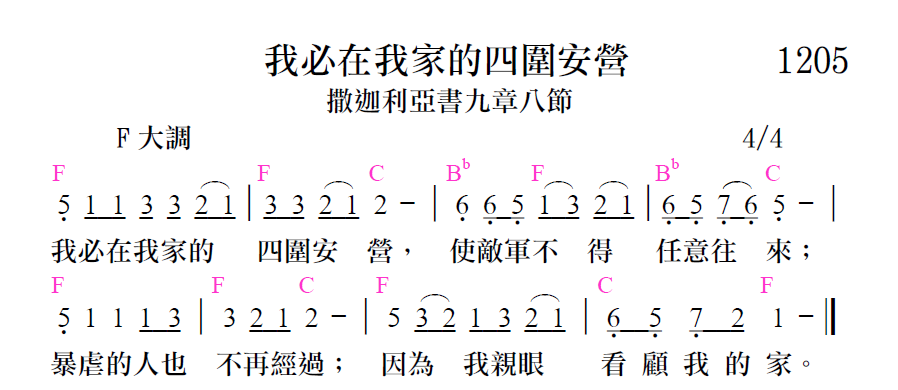 我必在我家的四圍安營 1205
撒迦利亞書九章八節
F 大調 4/4
F F C Bb F Bb C
5 1 1 3 3 2 1 | 3 3 2 1 2 – | 6 6 5 1 3 2 1 | 6 5 7 6 5 – |
我必在我家的 四圍安 營， 使敵軍不 得 任意往 來；
F F C F C F
5 1 1 1 3 | 3 2 1 2 – | 5 3 2 1 3 2 1 | 6 5 7 2 1 – ‖
暴虐的人也 不再經過； 因為 我親眼 看 顧 我 的 家。